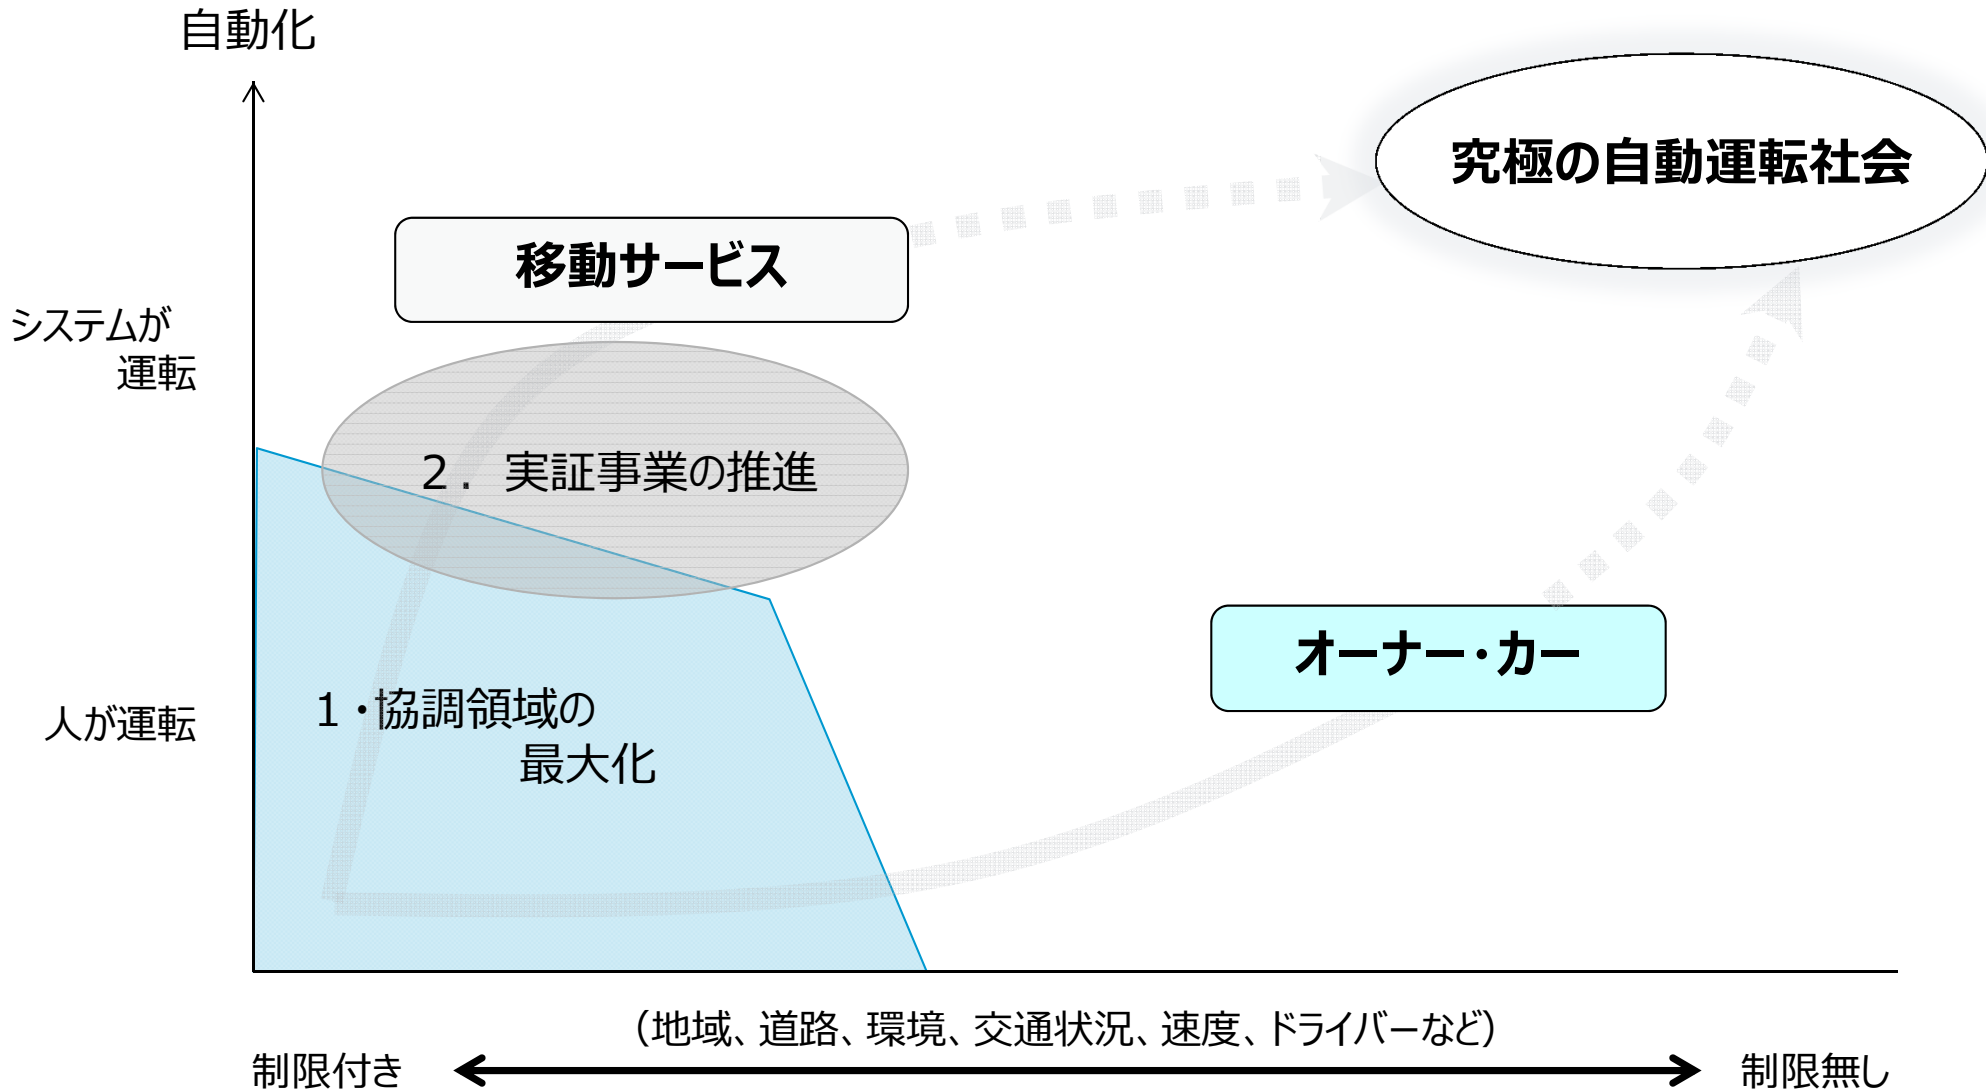 自動化
究極の自動運転社会
移動サービス
システムが
運転
２．実証事業の推進
オーナー・カー
人が運転
１・協調領域の
最大化
（地域、道路、環境、交通状況、速度、ドライバーなど）
制限付き
制限無し